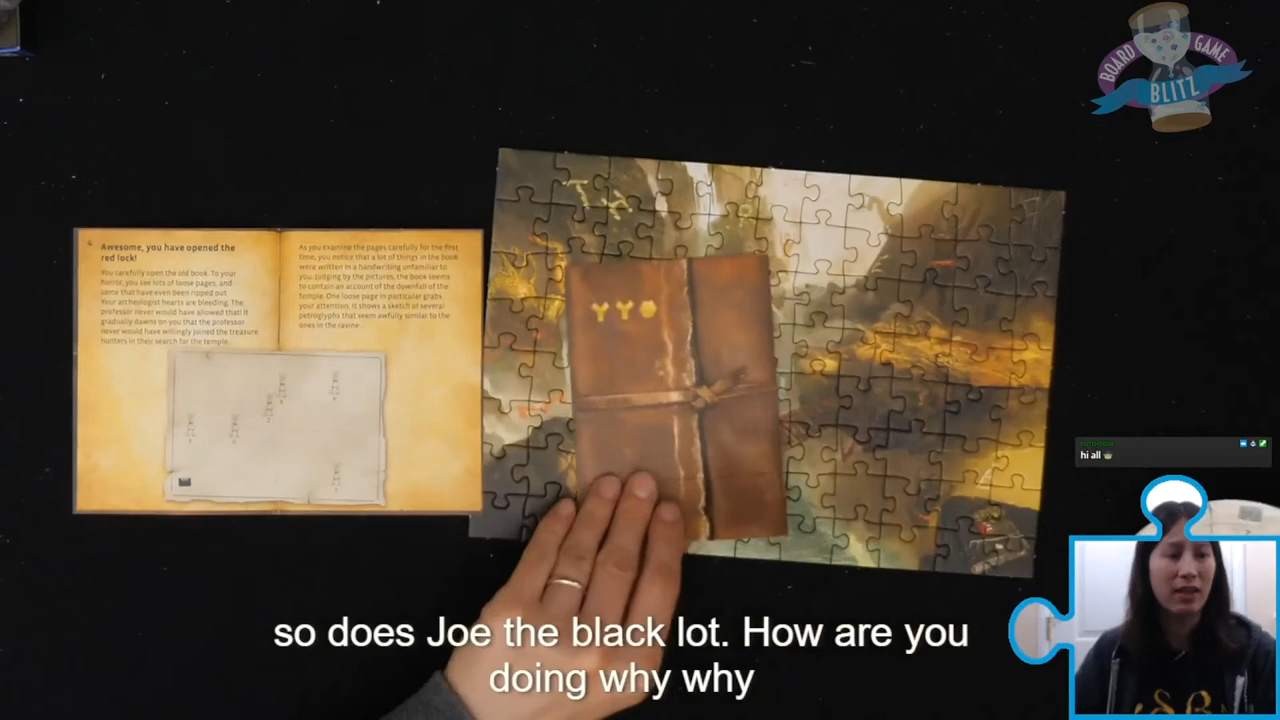 BOARD GAME
BLITZ
Awesome, you have opened the
red lock!
You carefully open the old book. To your
horror, you see lots of loose pages, and
some that have even been ripped out.
Your archeologist hearts are bleeding. The
professor never would have allowed that! It
gradually dawns on you that the professor
never would have willingly joined the treasure
hunters in their search for the temple.
As you examine the pages carefully for the first
time, you notice that a lot of things in the book
were written in a handwriting unfamiliar to
you. Judging by the pictures, the book seems
to contain an account of the downfall of the
temple. One loose page in particular grabs
your attention. It shows a sketch of several
petroglyphs that seem awfully similar to the
ones in the ravine.
hi all
so does Joe the black lot. How are you
doing why why